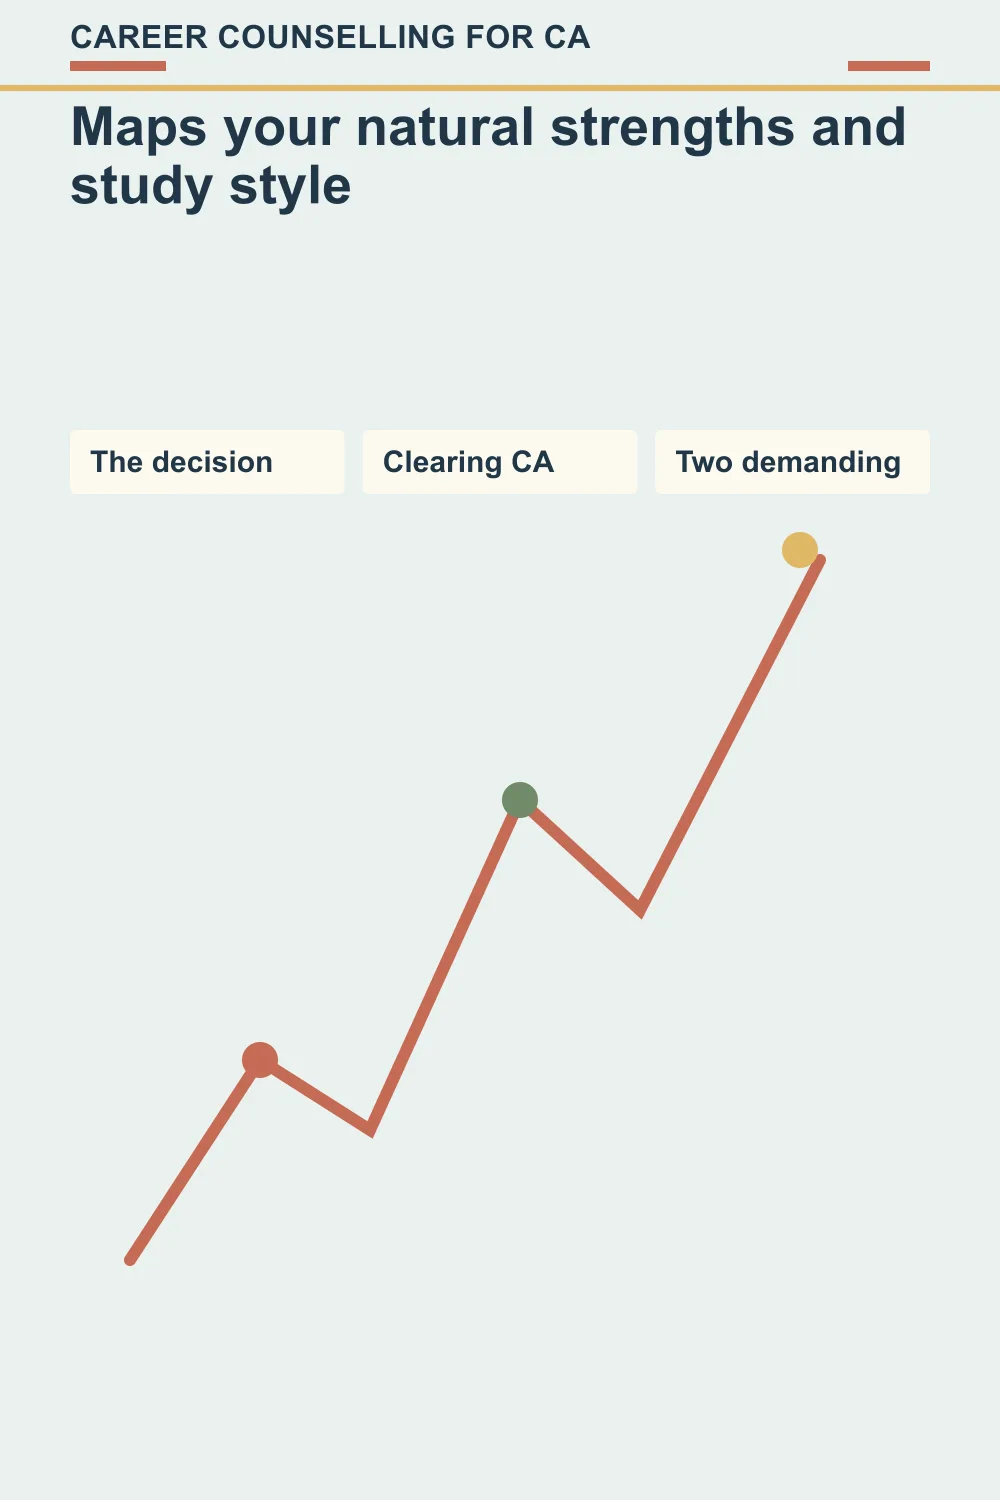 CAREER COUNSELLING FOR CA
Maps your natural strengths and
study style
The decision
Clearing CA
Two demanding